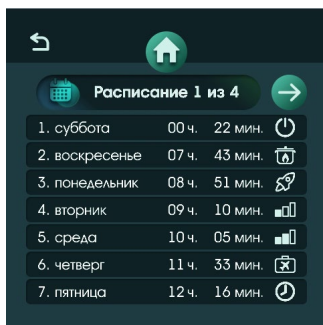 Расписание 1 из 4
1. суббота 00 ч. 22 мин.
2. воскресенье 07 ч. 43 мин.
3. понедельник 08 ч. 51 мин.
4. вторник 09 ч. 10 мин.
5. среда 10 ч. 05 мин.
6. четверг 11 ч. 33 мин.
7. пятница 12 ч. 16 мин.